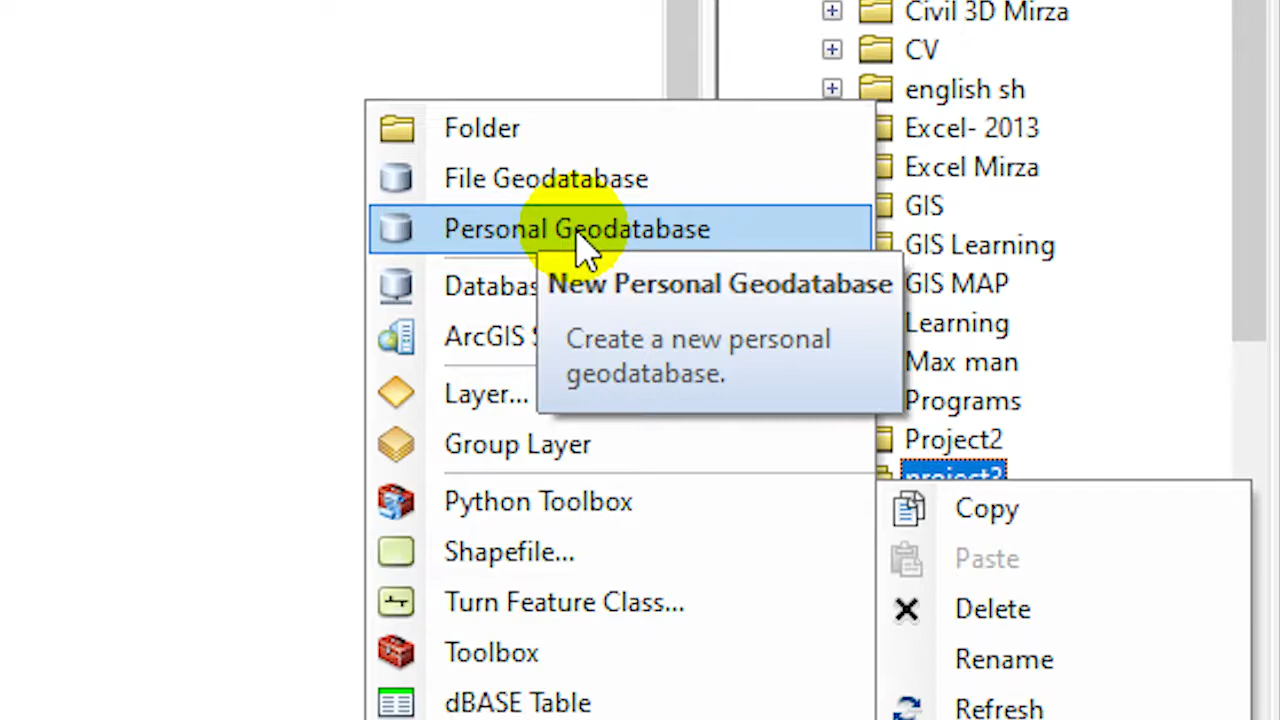 Civil 3D Mirza
CV
english sh
Excel- 2013
Excel Mirza
GIS
GIS Learning
GIS MAP
Learning
Max man
Programs
Project2
Folder
File Geodatabase
Personal Geodatabase
New Personal Geodatabase
Create a new personal
geodatabase.
Layer...
Group Layer
Python Toolbox
Shapefile...
Turn Feature Class...
Toolbox
dBASE Table
Copy
Paste
Delete
Rename
Refresh